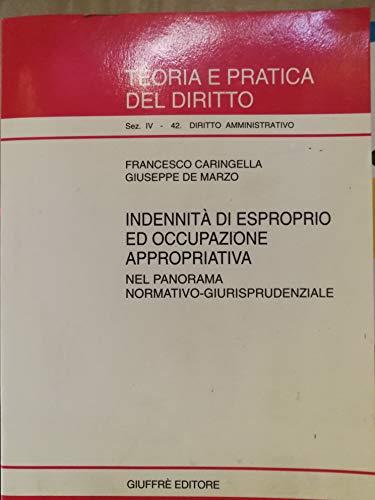 TEORIA E PRATICA
DEL DIRITTO
Sez. IV - 42. DIRITTO AMMINISTRATIVO
FRANCESCO CARINGELLA
GIUSEPPE DE MARZO
INDENNITÀ DI ESPROPRIO
ED OCCUPAZIONE
APPROPRIATIVA
NEL PANORAMA
NORMATIVO-GIURISPRUDENZIALE
GIUFFRÈ EDITORE